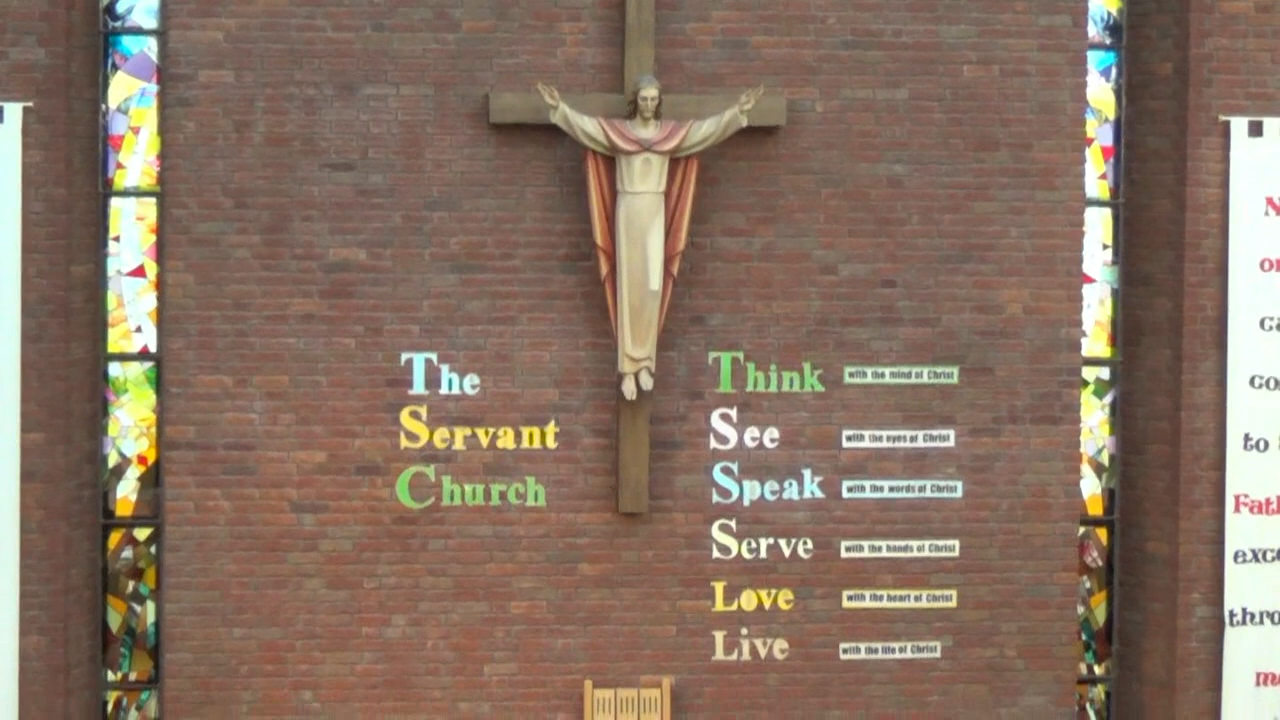 The
Servant
Church
Think with the mind of Christ
See with the eyes of Christ
Speak with the words of Christ
Serve with the hands of Christ
Love with the heart of Christ
Live with the life of Christ
to